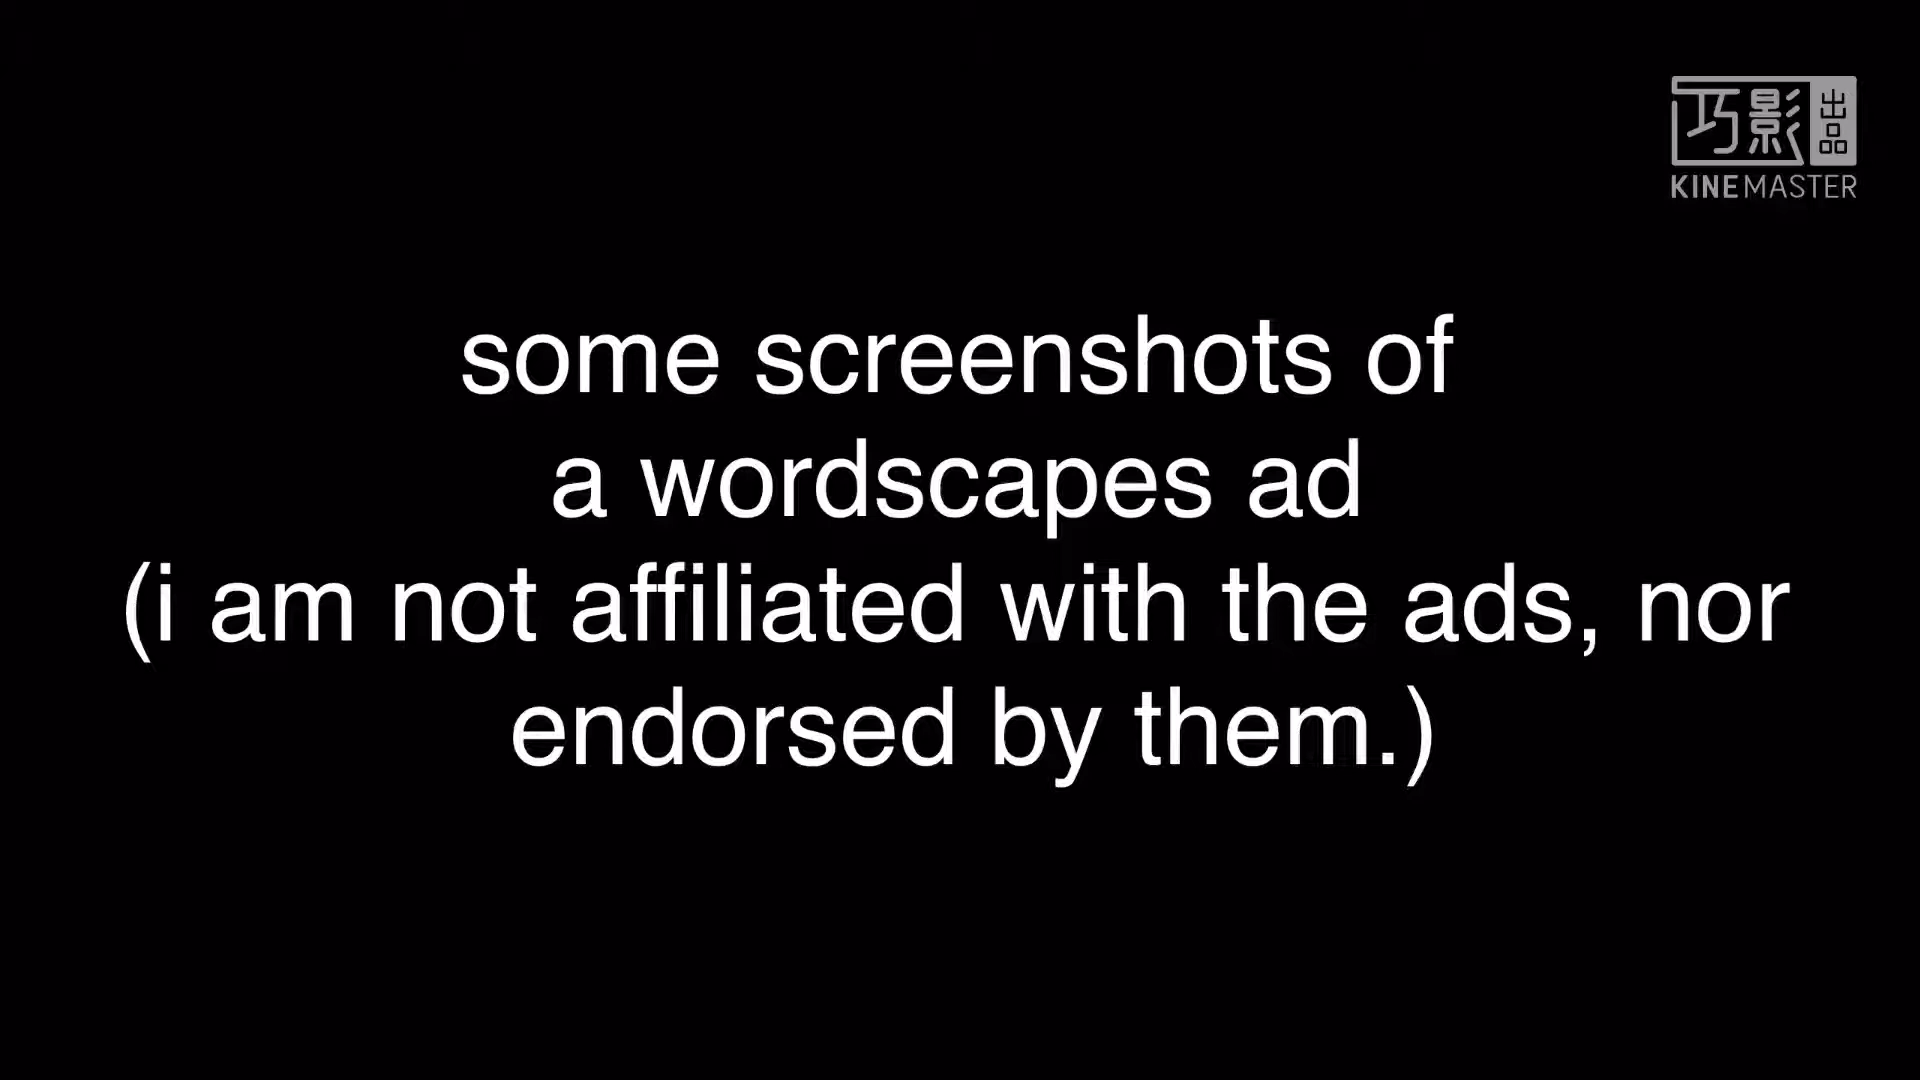 巧影出品
KINEMASTER
some screenshots of
a wordscapes ad
(i am not affiliated with the ads, nor
endorsed by them.)